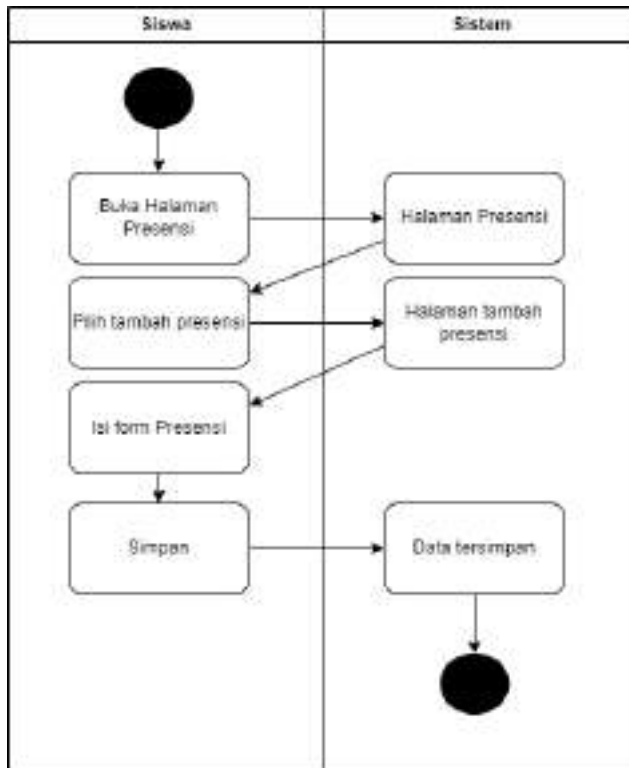 Siswa
Sistem
Buka Halaman
Presensi
Halaman Presensi
Pilih tambah presensi
Halaman tambah
presensi
Isi form Presensi
Simpan
Data tersimpan